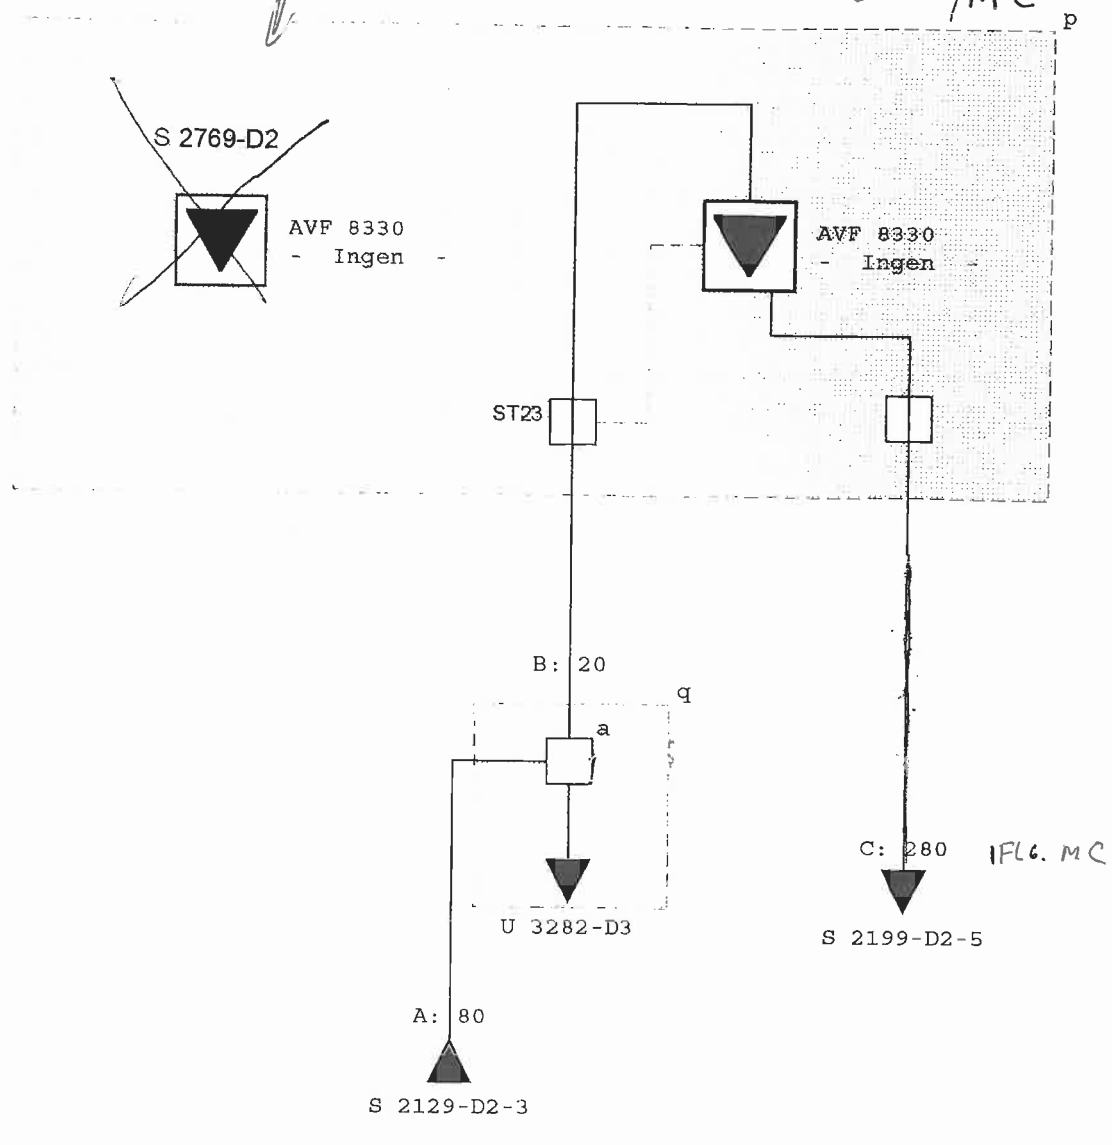 MC
p
S 2769-D2
AVF 8330
- Ingen -
AVF 8330
- Ingen -
ST23
B: 20
q
a
C: 280 IFLG. MC
U 3282-D3
S 2199-D2-5
A: 80
S 2129-D2-3